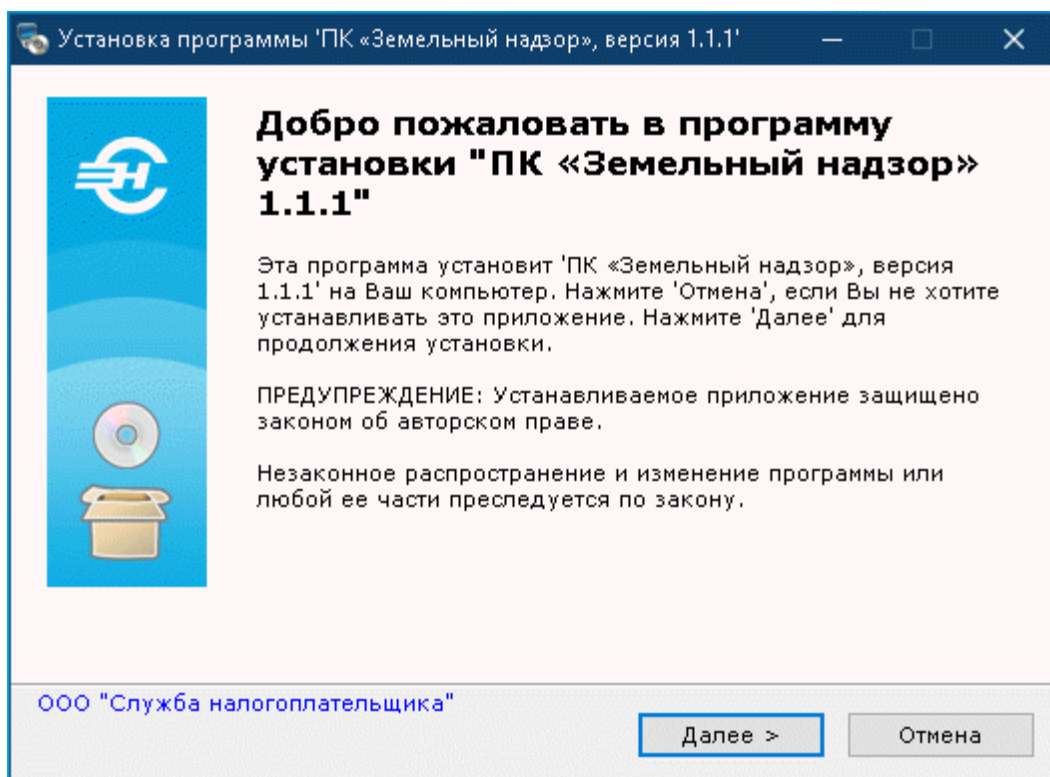 Установка программы 'ПК «Земельный надзор», версия 1.1.1'
Добро пожаловать в программу
установки "ПК «Земельный надзор»
1.1.1"
Эта программа установит 'ПК «Земельный надзор», версия
1.1.1' на Ваш компьютер. Нажмите 'Отмена', если Вы не хотите
устанавливать это приложение. Нажмите 'Далее' для
продолжения установки.
ПРЕДУПРЕЖДЕНИЕ: Устанавливаемое приложение защищено
законом об авторском праве.
Незаконное распространение и изменение программы или
любой ее части преследуется по закону.
ООО "Служба налогоплательщика"
Далее >
Отмена